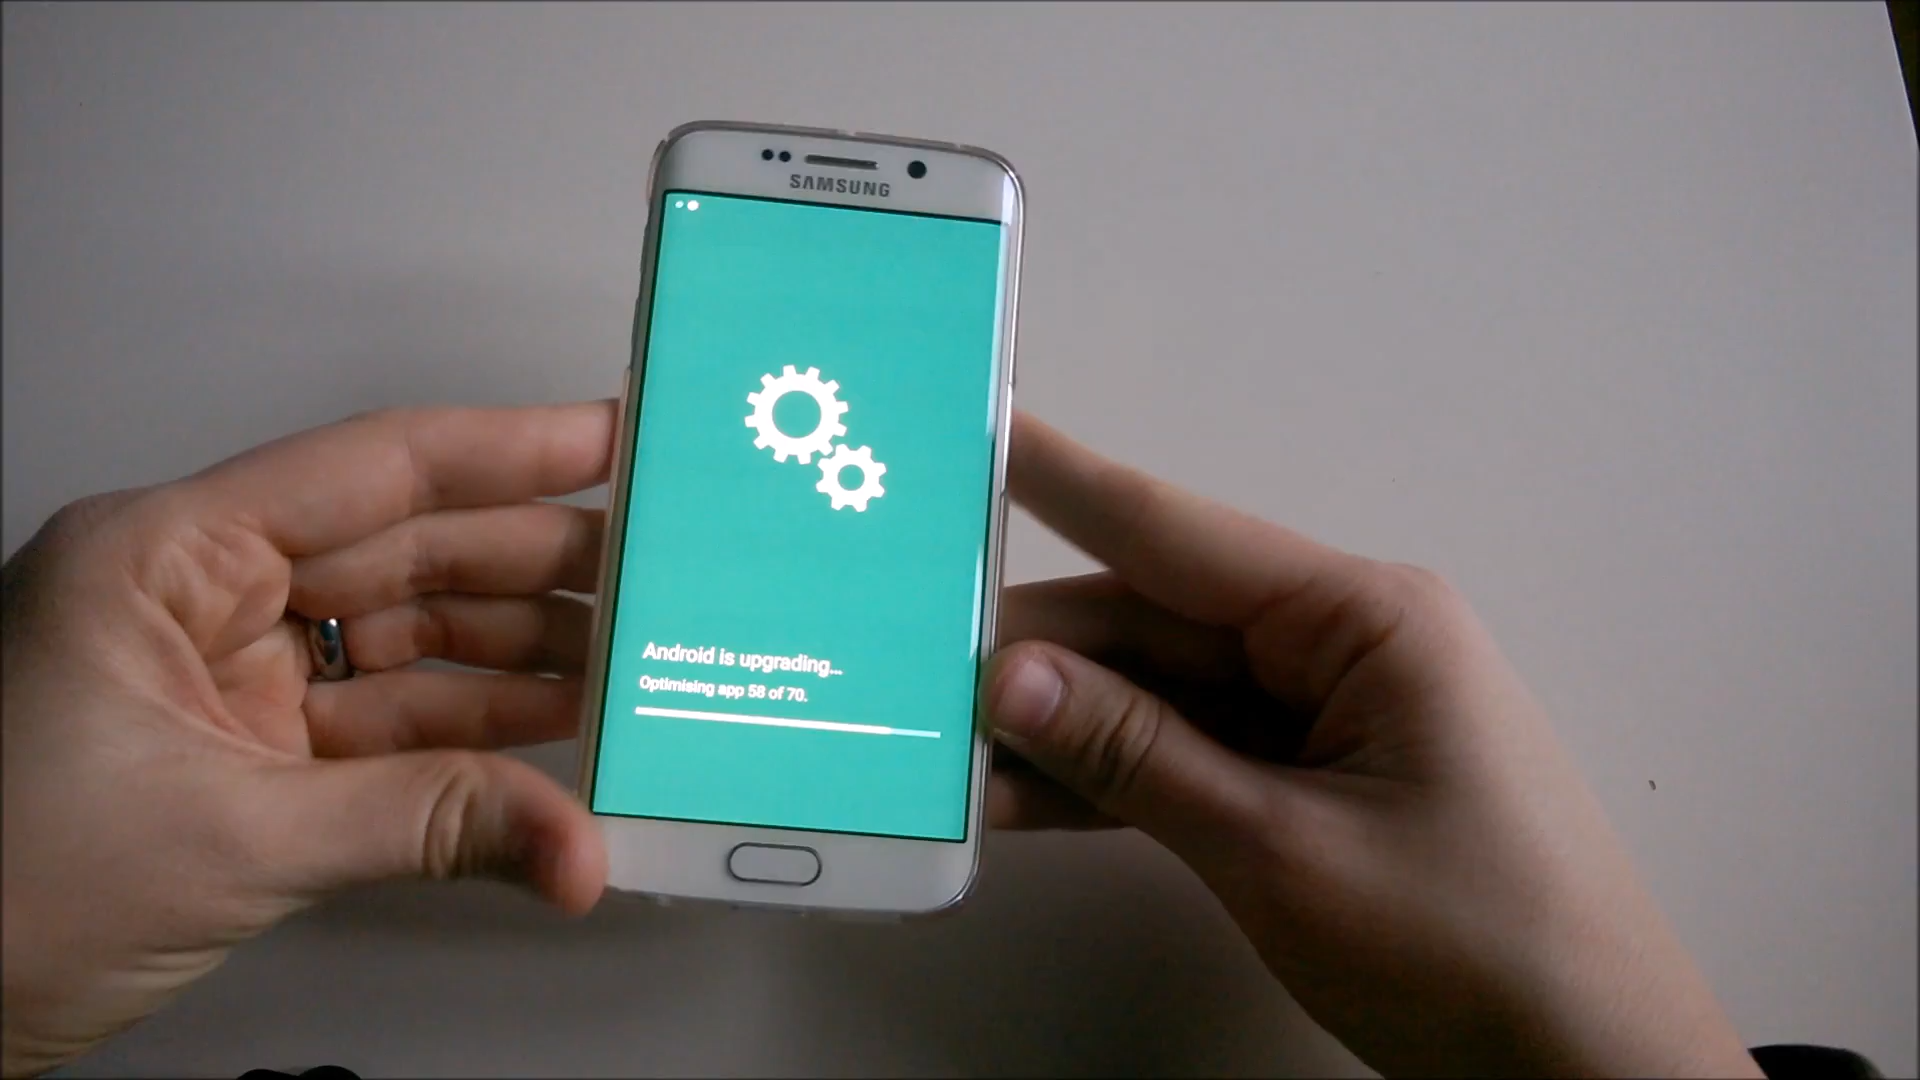 SAMSUNG
Android is upgrading...
Optimising app 58 of 70.